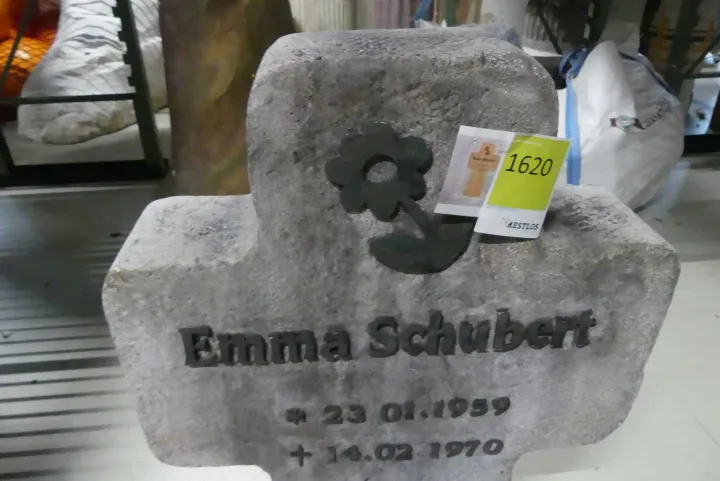 1620
RESTLOS
Emma Schubert
* 23 01.1959
+ 14.02 1970